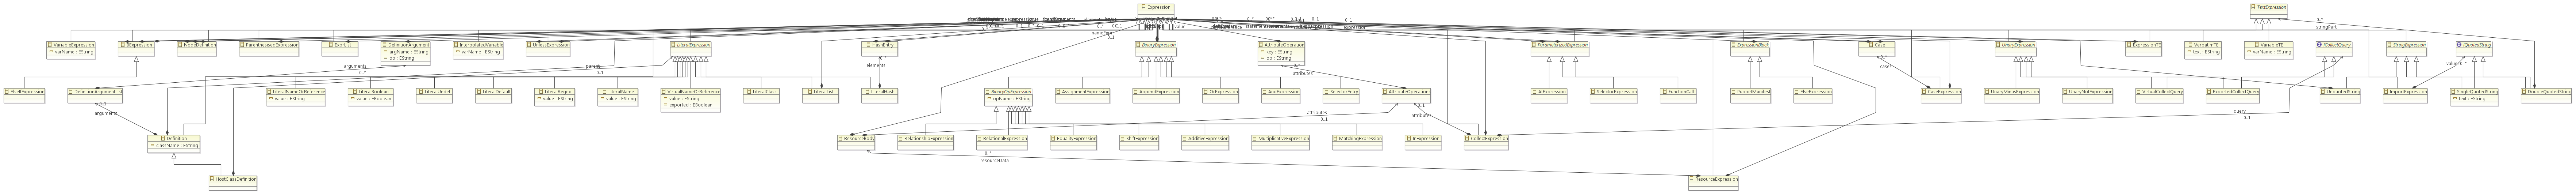 Expression
TextExpression
0..*
stringPart
value
expression
nameExpr
VariableExpression
varName : EString
IfExpression
NodeDefinition
ParenthesisedExpression
ExprList
DefinitionArgument
argName : EString
op : EString
InterpolatedVariable
varName : EString
UnlessExpression
LiteralExpression
HashEntry
BinaryExpression
AttributeOperation
key : EString
op : EString
ParameterizedExpression
ExpressionBlock
Case
UnaryExpression
ExpressionTE
VerbatimTE
text : EString
VariableTE
varName : EString
ICollectQuery
StringExpression
IQuotedString
arguments
0..*
parent
0..1
elements
0..*
attributes
0..*
cases
values
0..*
ElseIfExpression
DefinitionArgumentList
LiteralNameOrReference
value : EString
LiteralBoolean
value : EBoolean
LiteralUndef
LiteralDefault
LiteralRegex
value : EString
LiteralName
value : EString
VirtualNameOrReference
value : EString
exported : EBoolean
LiteralClass
LiteralList
LiteralHash
BinaryOpExpression
opName : EString
AssignmentExpression
AppendExpression
OrExpression
AndExpression
SelectorEntry
AttributeOperations
AtExpression
SelectorExpression
FunctionCall
PuppetManifest
ElseExpression
CaseExpression
UnaryMinusExpression
UnaryNotExpression
VirtualCollectQuery
ExportedCollectQuery
UnquotedString
ImportExpression
SingleQuotedString
text : EString
DoubleQuotedString
0..1
arguments
attributes
0..1
0..1
attributes
query
0..1
Definition
className : EString
ResourceBody
RelationshipExpression
RelationalExpression
EqualityExpression
ShiftExpression
AdditiveExpression
MultiplicativeExpression
MatchingExpression
InExpression
CollectExpression
0..*
resourceData
HostClassDefinition
ResourceExpression